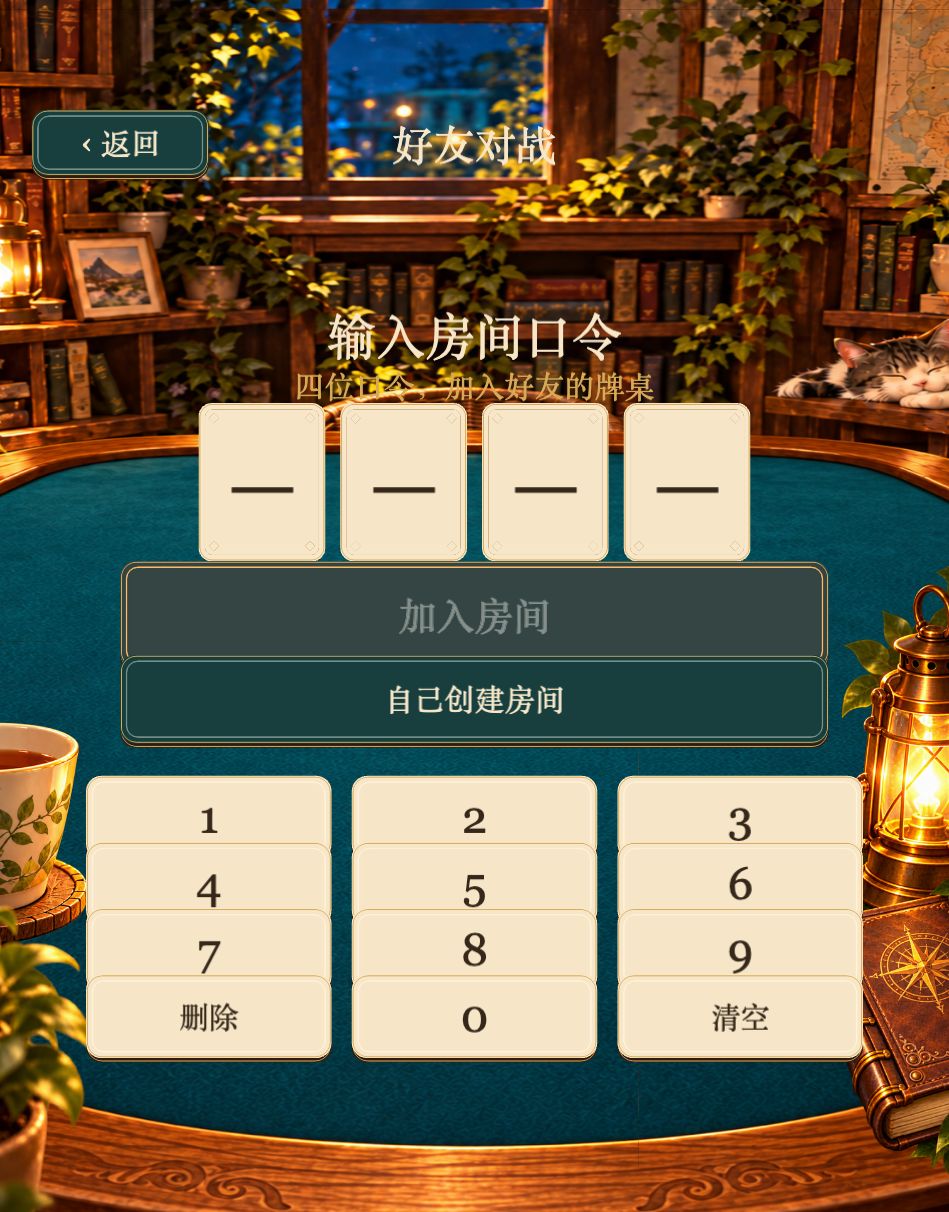 ‹ 返回
好友对战
输入房间口令
四位口令，加入好友的牌桌
— — — —
加入房间
自己创建房间
1 2 3
4 5 6
7 8 9
删除 0 清空